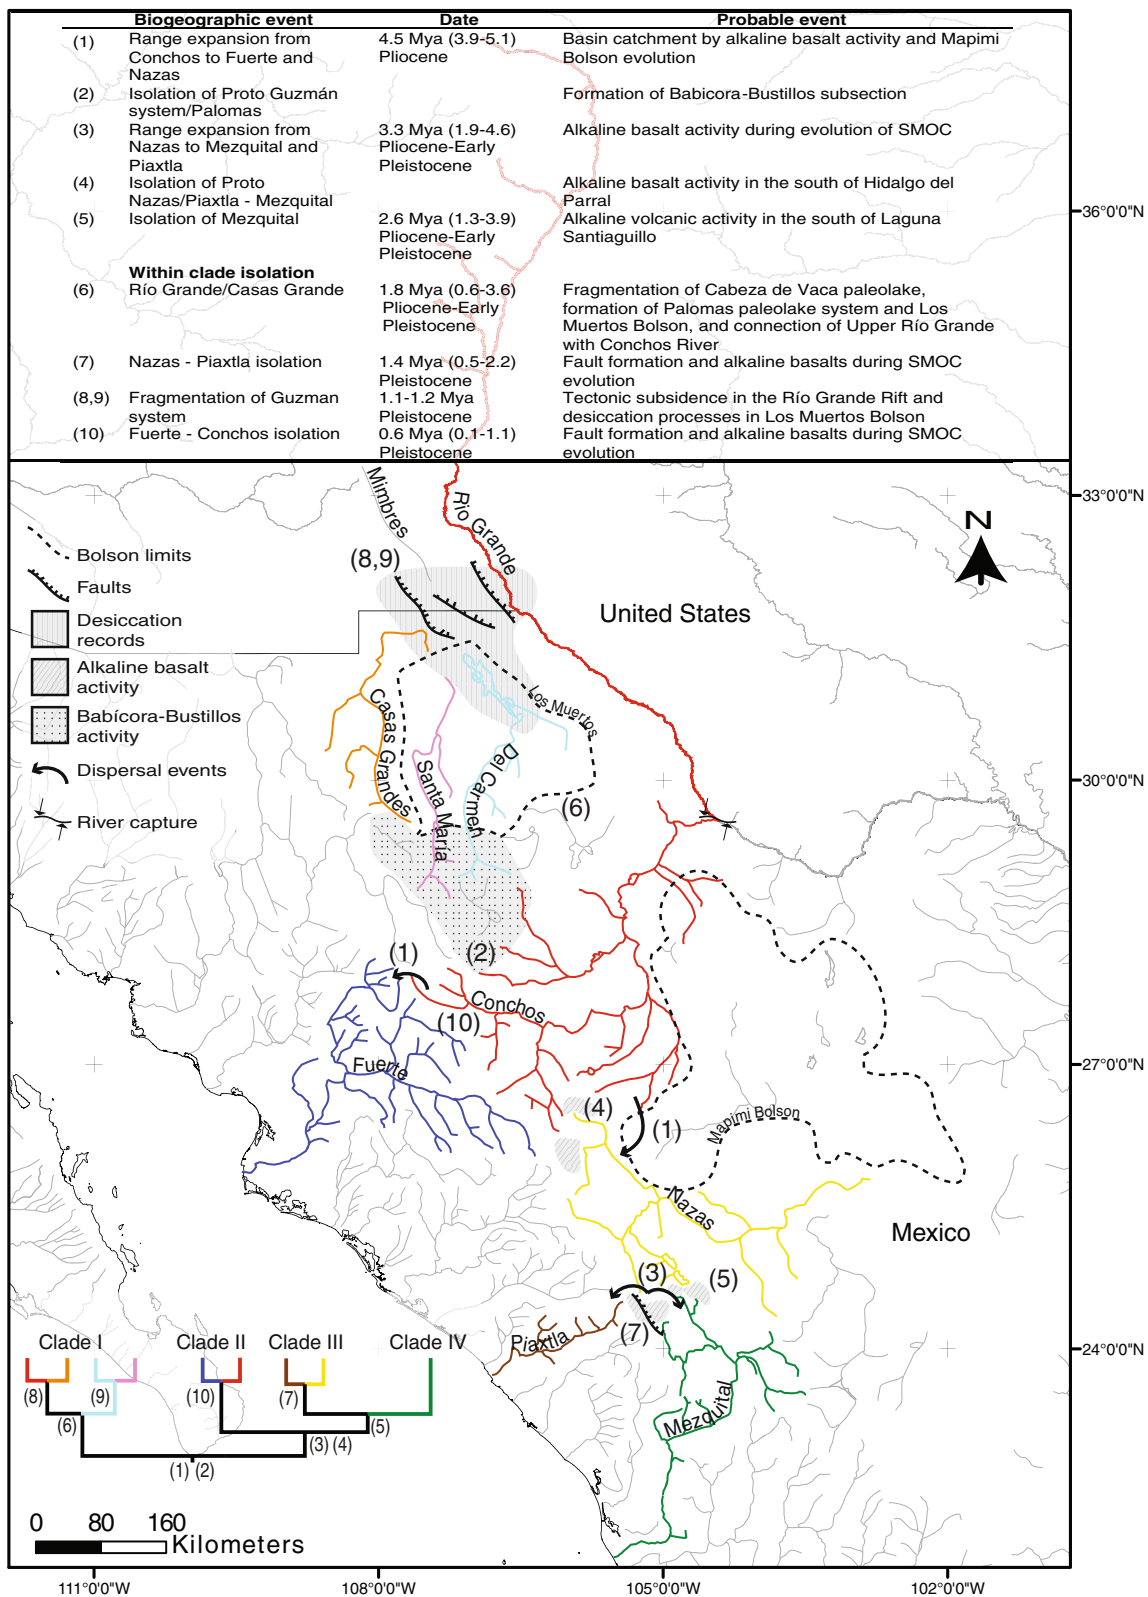 Biogeographic event Date Probable event
(1) Range expansion from 4.5 Mya (3.9-5.1) Basin catchment by alkaline basalt activity and Mapimi
Conchos to Fuerte and Pliocene Bolson evolution
Nazas
(2) Isolation of Proto Guzmán Formation of Babicora-Bustillos subsection
system/Palomas
(3) Range expansion from 3.3 Mya (1.9-4.6) Alkaline basalt activity during evolution of SMOC
Nazas to Mezquital and Pliocene-Early
Piaxtla Pleistocene
(4) Isolation of Proto Alkaline basalt activity in the south of Hidalgo del
Nazas/Piaxtla - Mezquital Parral
(5) Isolation of Mezquital 2.6 Mya (1.3-3.9) Alkaline volcanic activity in the south of Laguna
Pliocene-Early Santiaguillo
Pleistocene
Within clade isolation
(6) Río Grande/Casas Grande 1.8 Mya (0.6-3.6) Fragmentation of Cabeza de Vaca paleolake,
Pliocene-Early formation of Palomas paleolake system and Los
Pleistocene Muertos Bolson, and connection of Upper Río Grande
with Conchos River
(7) Nazas - Piaxtla isolation 1.4 Mya (0.5-2.2) Fault formation and alkaline basalts during SMOC
Pleistocene evolution
(8,9) Fragmentation of Guzman 1.1-1.2 Mya Tectonic subsidence in the Río Grande Rift and
system Pleistocene desiccation processes in Los Muertos Bolson
(10) Fuerte - Conchos isolation 0.6 Mya (0.1-1.1) Fault formation and alkaline basalts during SMOC
Pleistocene evolution
36°0'0"N
33°0'0"N
30°0'0"N
27°0'0"N
24°0'0"N
Mimbres
Rio Grande
(8,9)
N
Bolson limits
Faults
Desiccation
records
Alkaline basalt
activity
Babícora-Bustillos
activity
Dispersal events
River capture
United States
Los Muertos
Casas Grandes
Santa María
Del Carmen
(6)
(1)
(2)
Conchos
(10)
Fuerte
(4)
(1)
Mapimi Bolson
Nazas
Mexico
(3)
(5)
(7)
Piaxtla
Mezquital
Clade I Clade II Clade III Clade IV
(8) (9) (10) (7)
(6) (5)
(3) (4)
(1) (2)
0 80 160
Kilometers
111°0'0"W 108°0'0"W 105°0'0"W 102°0'0"W